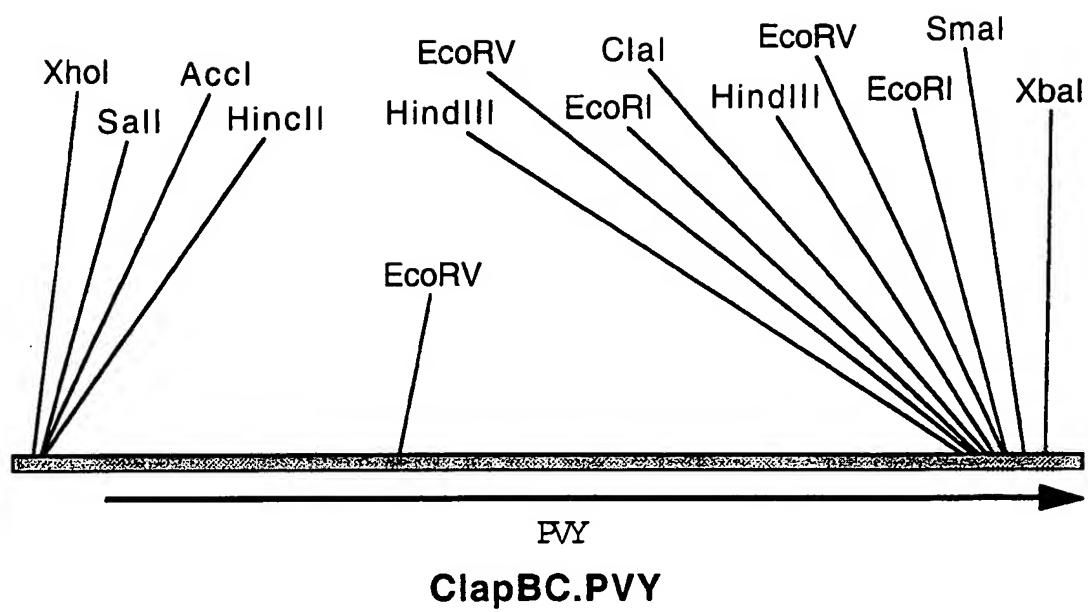 XhoI
SalI
AccI
HincII
EcoRV
HindIII
EcoRI
ClaI
HindIII
EcoRV
EcoRI
SmaI
XbaI
EcoRV
PVY
ClapBC.PVY